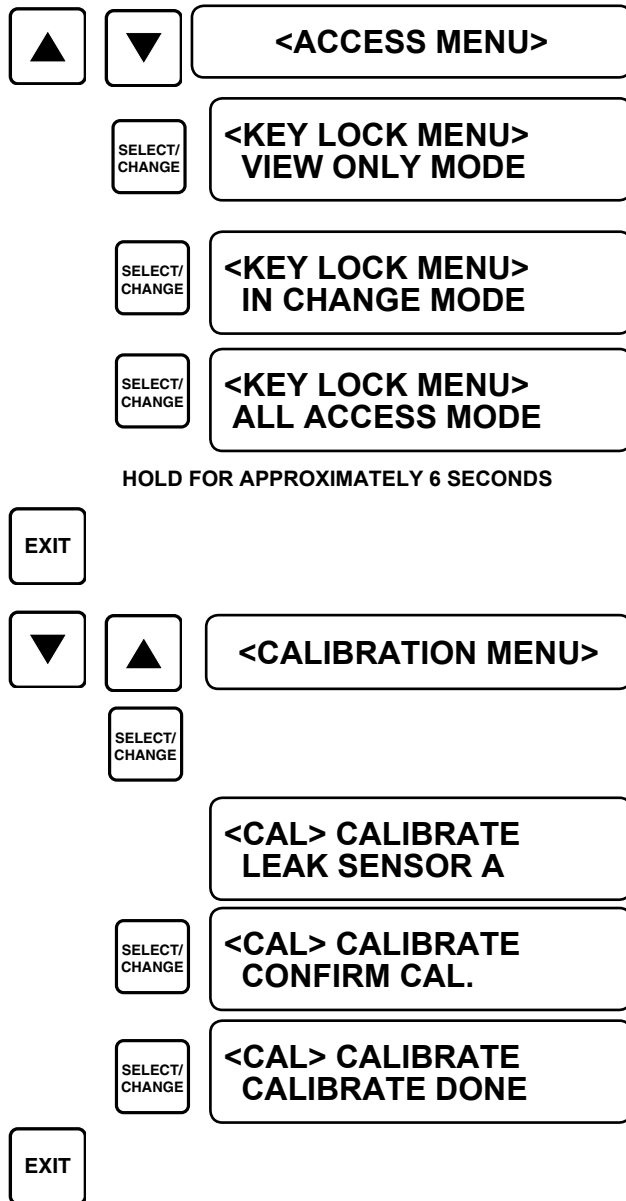 <ACCESS MENU>
SELECT/
CHANGE
<KEY LOCK MENU>
VIEW ONLY MODE
SELECT/
CHANGE
<KEY LOCK MENU>
IN CHANGE MODE
SELECT/
CHANGE
<KEY LOCK MENU>
ALL ACCESS MODE
HOLD FOR APPROXIMATELY 6 SECONDS
EXIT
<CALIBRATION MENU>
SELECT/
CHANGE
<CAL> CALIBRATE
LEAK SENSOR A
SELECT/
CHANGE
<CAL> CALIBRATE
CONFIRM CAL.
SELECT/
CHANGE
<CAL> CALIBRATE
CALIBRATE DONE
EXIT